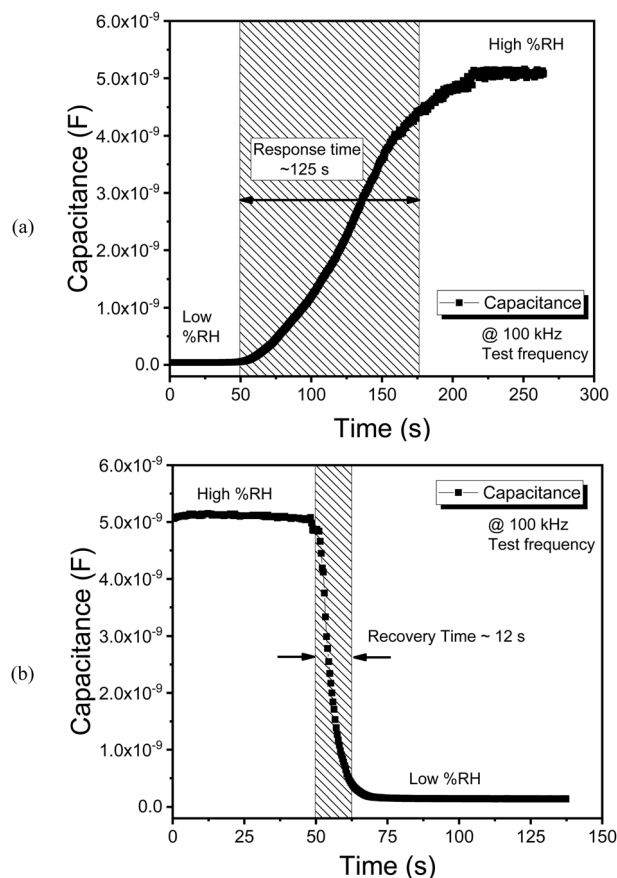 (a)
Capacitance (F)
6.0x10⁻⁹
5.0x10⁻⁹
4.0x10⁻⁹
3.0x10⁻⁹
2.0x10⁻⁹
1.0x10⁻⁹
0.0
High %RH
Response time
~125 s
Low
%RH
Capacitance
@ 100 kHz
Test frequency
0 50 100 150 200 250 300
Time (s)
(b)
Capacitance (F)
6.0x10⁻⁹
5.0x10⁻⁹
4.0x10⁻⁹
3.0x10⁻⁹
2.0x10⁻⁹
1.0x10⁻⁹
0.0
High %RH
Capacitance
@ 100 kHz
Test frequency
Recovery Time ~ 12 s
Low %RH
0 25 50 75 100 125 150
Time (s)